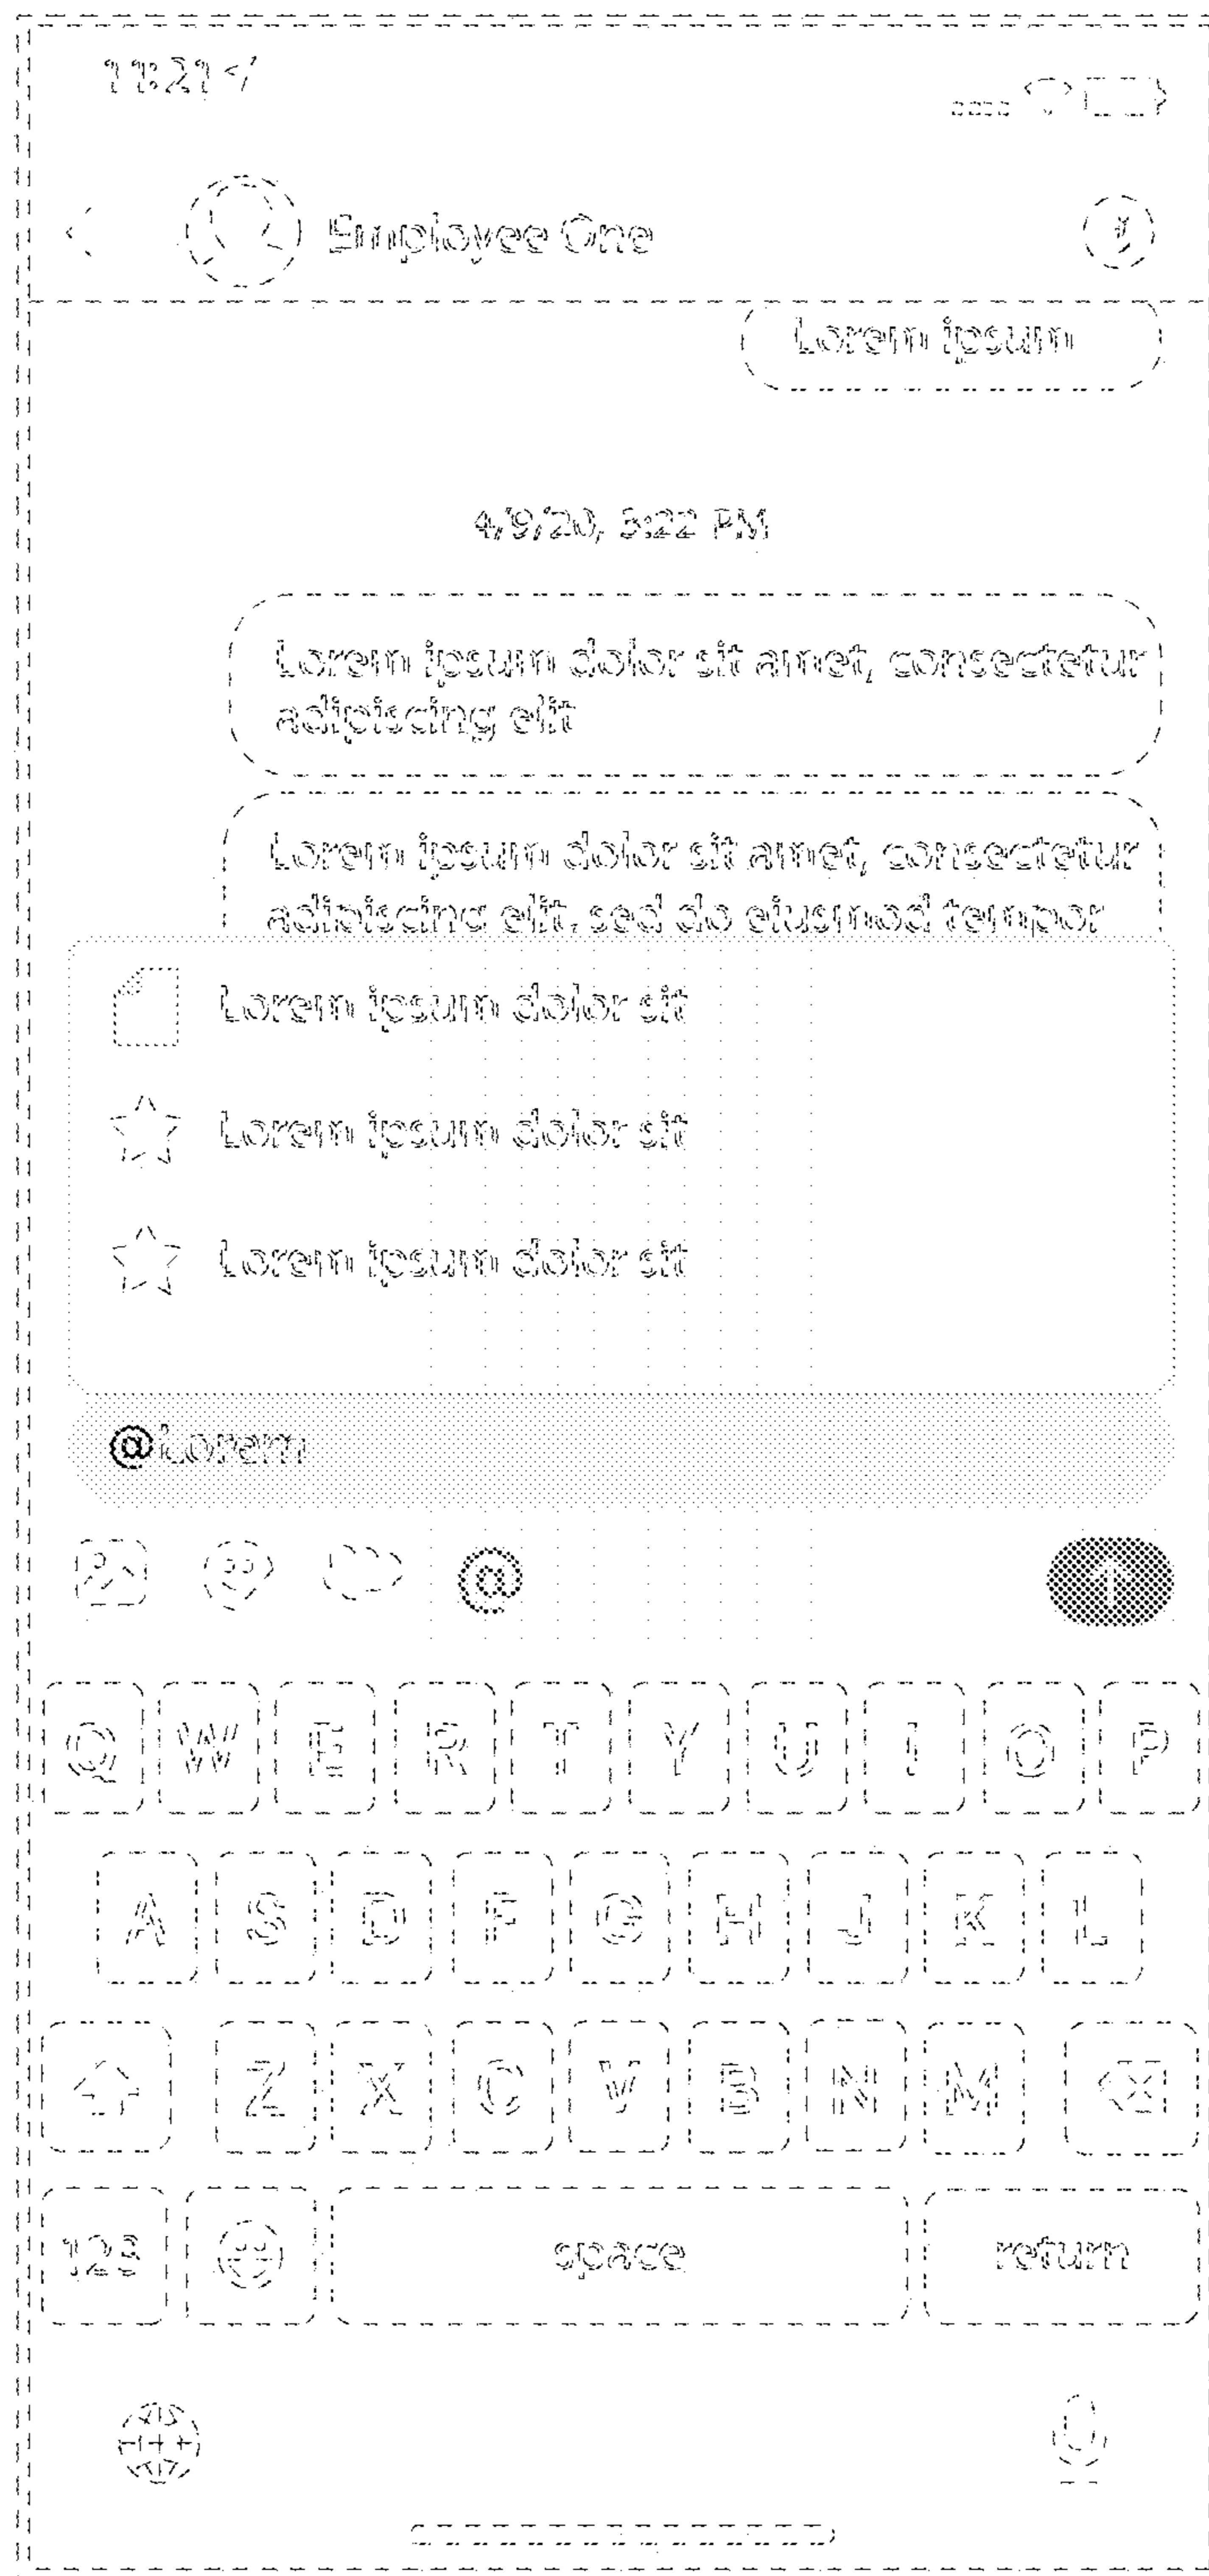 11:21
Employee One
Lorem ipsum
4/9/20, 3:22 PM
Lorem ipsum dolor sit amet, consectetur
adipiscing elit
Lorem ipsum dolor sit amet, consectetur
adipiscing elit, sed do eiusmod tempor
Lorem ipsum dolor sit
Lorem ipsum dolor sit
Lorem ipsum dolor sit
@Lorem
@
Q W E R T Y U I O P
A S D F G H J K L
Z X C V B N M
123 space return